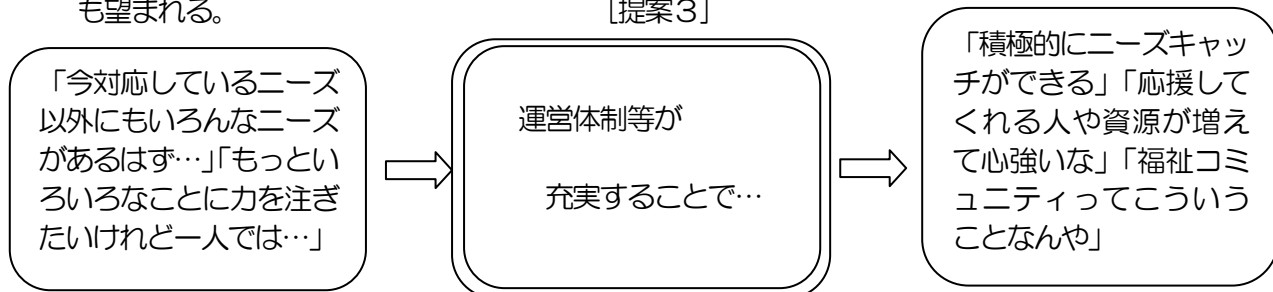 も望まれる。
[提案3]
「今対応しているニーズ
以外にもいろんなニーズ
があるはず…」「もっとい
ろいろなことに力を注ぎ
たいけれど一人では…」
運営体制等が
充実することで…
「積極的にニーズキャッ
チができる」「応援して
くれる人や資源が増え
て心強いな」「福祉コミ
ュニティってこういう
ことなんや」